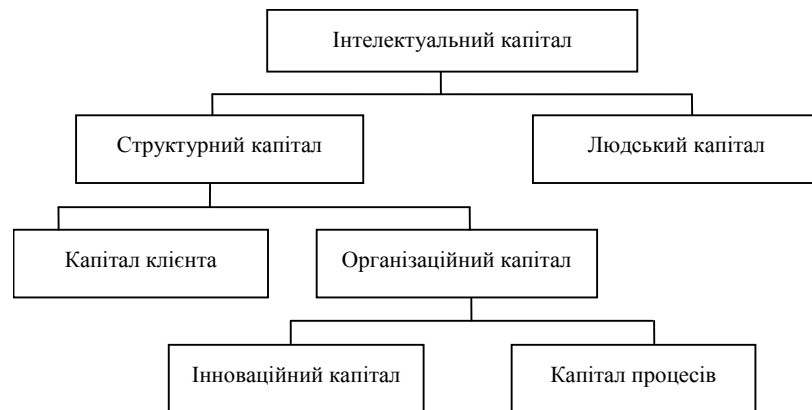 Інтелектуальний капітал
Структурний капітал
Людський капітал
Капітал клієнта
Організаційний капітал
Інноваційний капітал
Капітал процесів